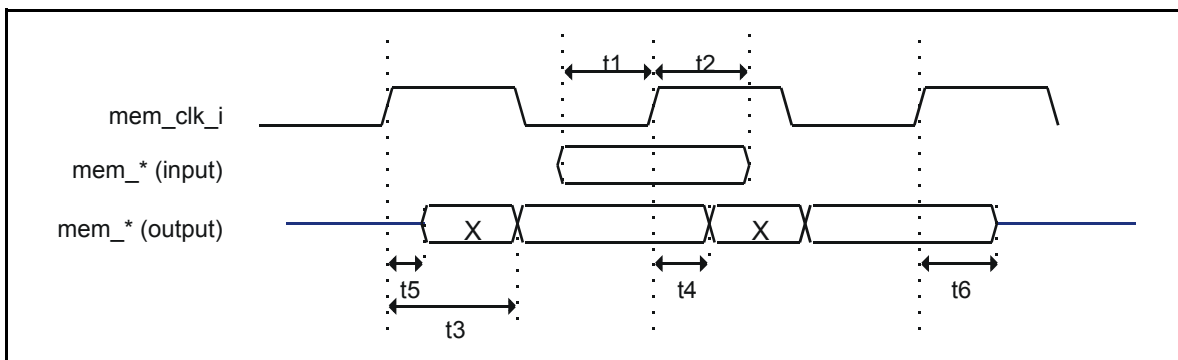 t1
t2
mem_clk_i
mem_* (input)
mem_* (output)
X
X
t5
t4
t6
t3